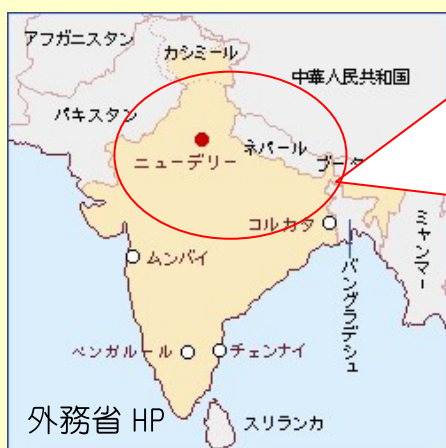 アフガニスタン
カシミール
中華人民共和国
パキスタン
ネパール
ブータ
ニューデリー
コルカタ
ムンバイ
バングラデシュ
ミャンマー
ベンガルール
チェンナイ
スリランカ
外務省 HP